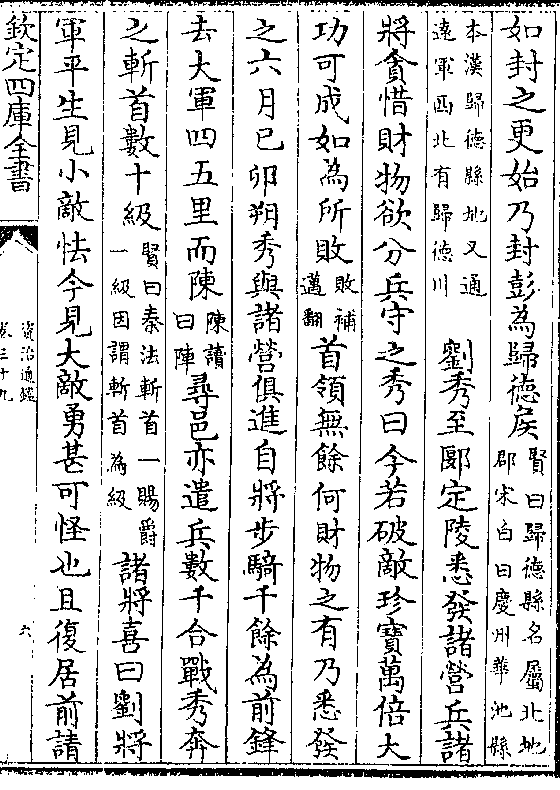 如封之更始乃封彭為歸德矦賢曰歸德縣名屬北地郡宋白曰慶州華池縣
本漢歸德縣地又通遠軍西北有歸德川 劉秀至郾定陵悉發諸營兵諸
將貪惜財物欲分兵守之秀曰今若破敵珍寶萬倍大
功可成如為所敗敗補邁翻首領無餘何財物之有乃悉發
之六月己卯朔秀與諸營俱進自將步騎千餘為前鋒
去大軍四五里而陳陳讀曰陣尋邑亦遣兵數千合戰秀奔
之斬首數十級賢曰秦法斬首一賜爵一級因謂斬首為級諸將喜曰劉將
軍平生見小敵怯今見大敵勇甚可怪也且復居前請
欽定四庫全書
資治通鑑
卷三十九
六